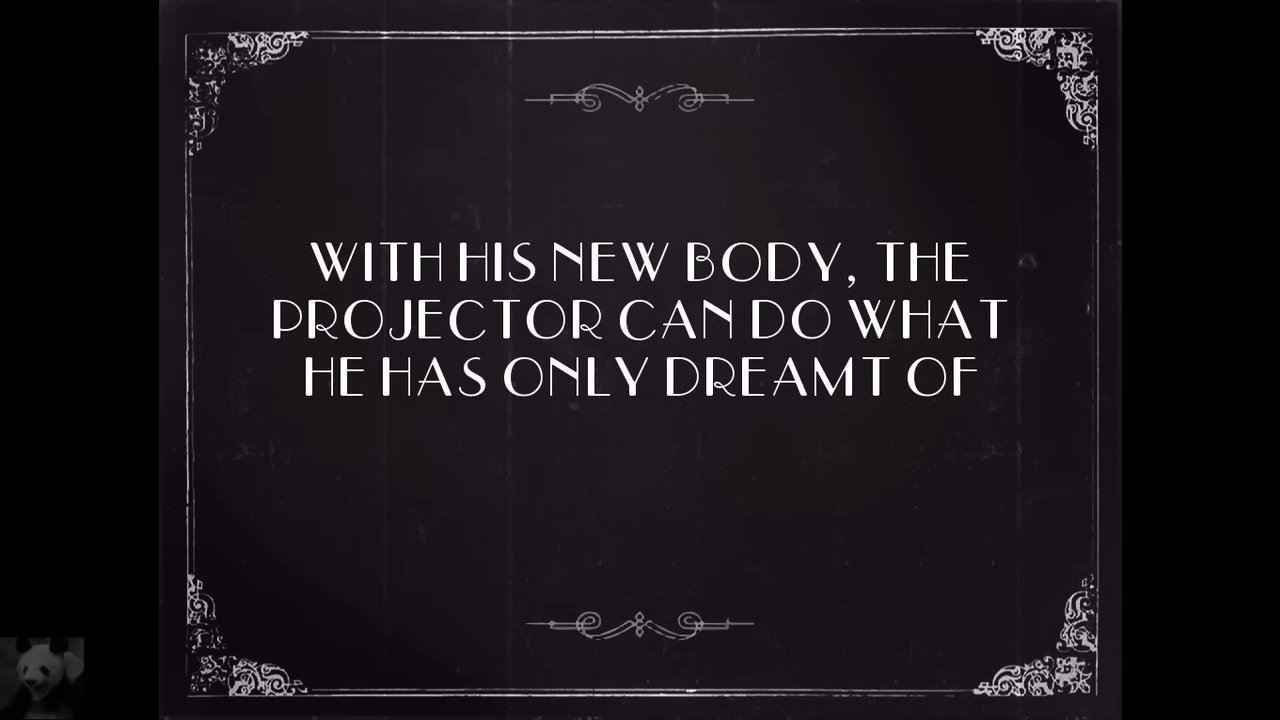 WITH HIS NEW BODY, THE
PROJECTOR CAN DO WHAT
HE HAS ONLY DREAMT OF